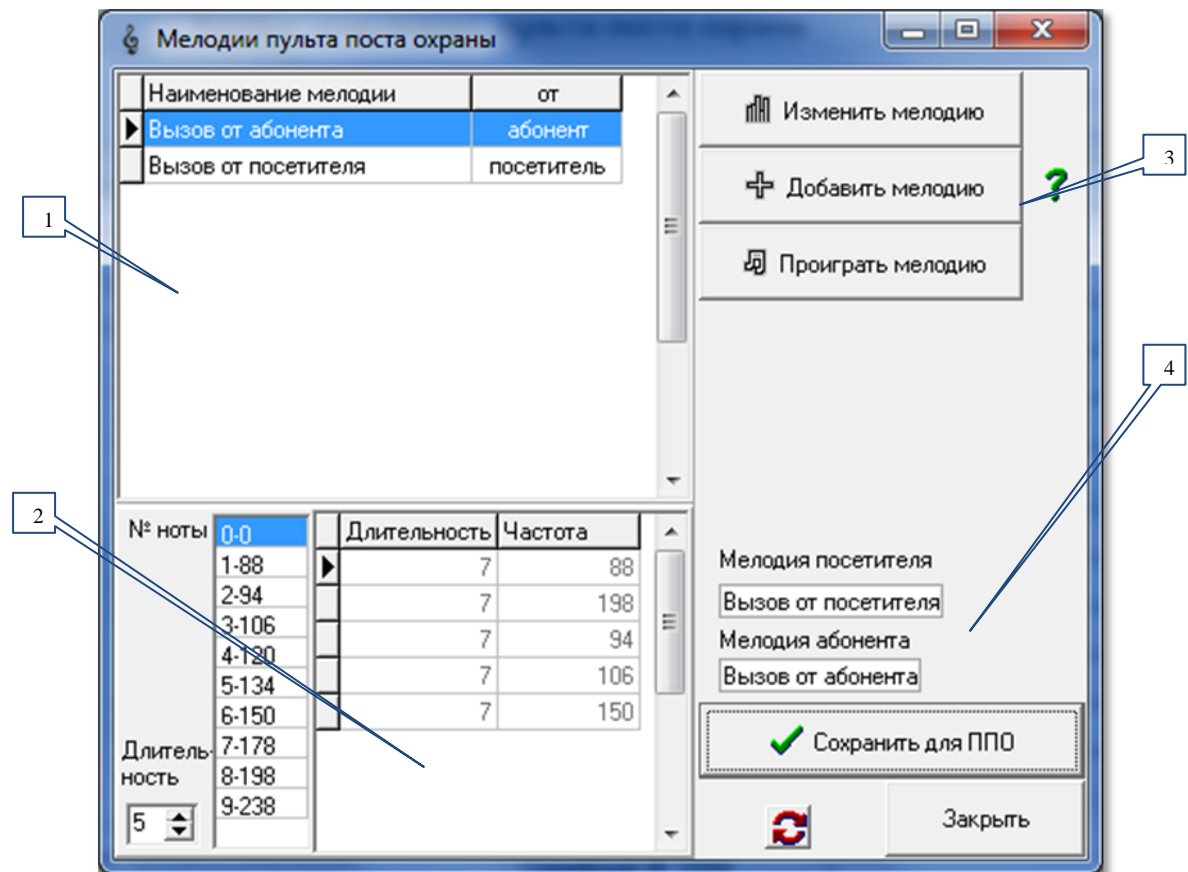 Мелодии пульта поста охраны
Наименование мелодии от
Вызов от абонента абонент
Вызов от посетителя посетитель
Изменить мелодию
Добавить мелодию
Проиграть мелодию
1
3
4
2
№ ноты
0-0
1-88
2-94
3-106
4-120
5-134
6-150
7-178
8-198
9-238
Длитель-
ность
5
Длительность Частота
7 88
7 198
7 94
7 106
7 150
Мелодия посетителя
Вызов от посетителя
Мелодия абонента
Вызов от абонента
Сохранить для ППО
Закрыть